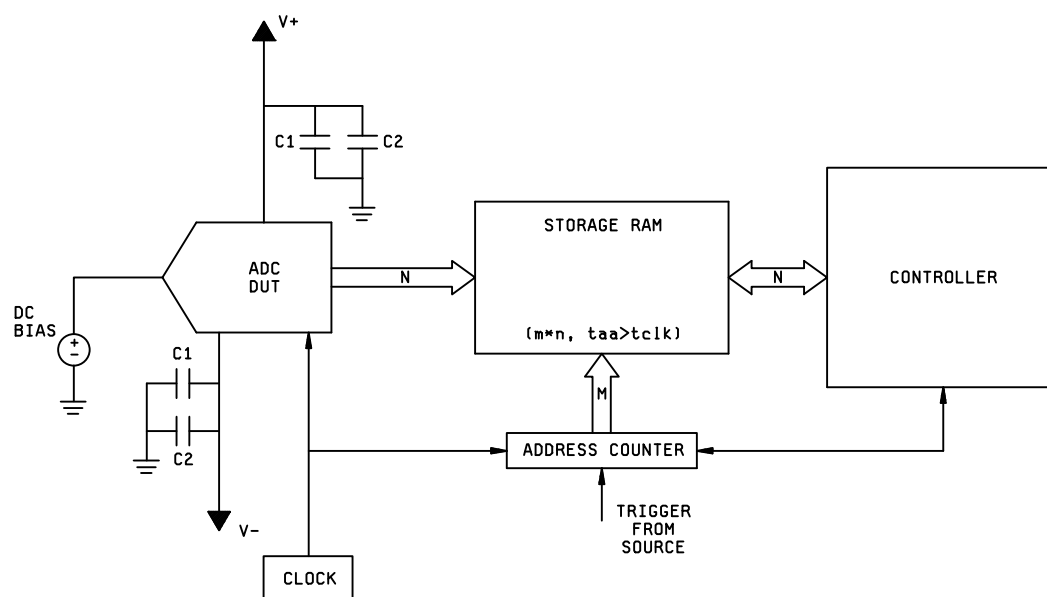 V+
C1
C2
STORAGE RAM
ADC
DUT
N
N
CONTROLLER
DC
BIAS
+
-
(m*n, taa>tclk)
C1
M
C2
ADDRESS COUNTER
V-
TRIGGER
FROM
SOURCE
CLOCK